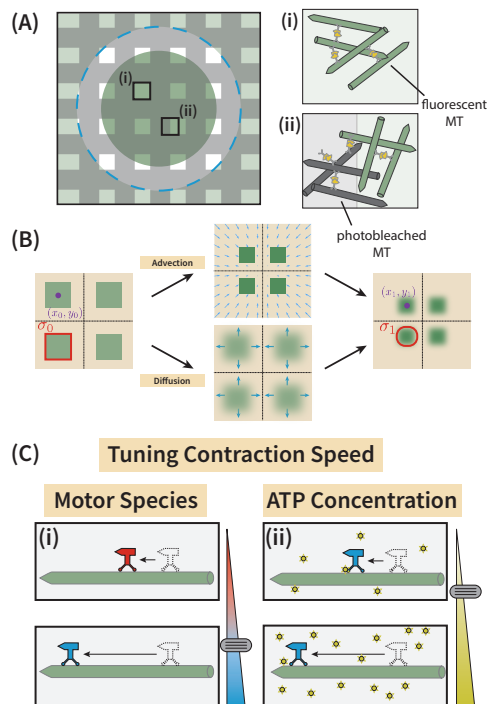 (A)
(i)
(ii)
(i)
fluorescent
MT
(ii)
photobleached
MT
(B)
Advection
(x₀, y₀)
σ₀
Diffusion
(x₁, y₁)
σ₁
(C)
Tuning Contraction Speed
Motor Species
ATP Concentration
(i)
(ii)